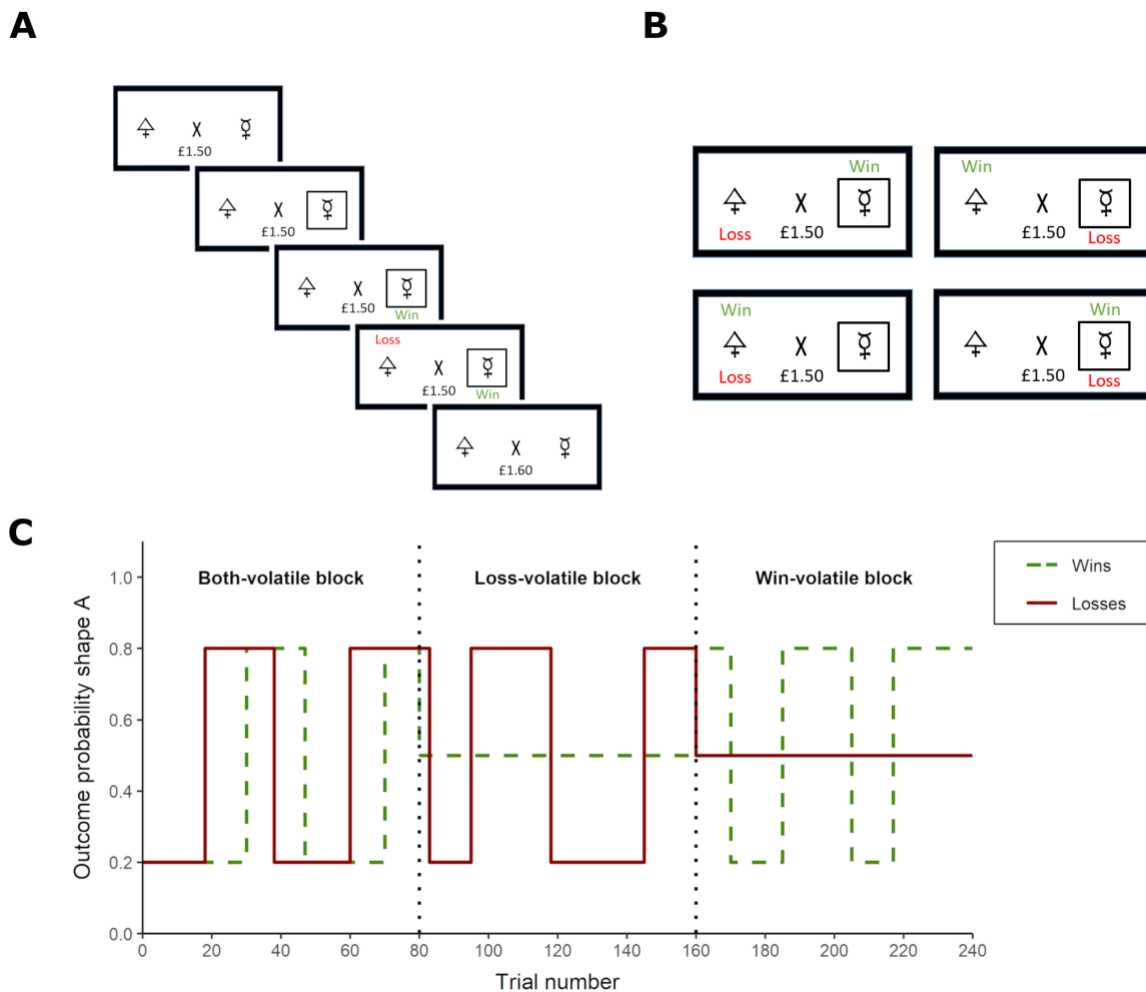 A
X
£1.50
X
£1.50
X
£1.50
Win
Loss
X
£1.50
Win
X
£1.60
B
Win
X
Loss £1.50
Win
X
£1.50 Loss
Win
X
Loss £1.50
Win
X
£1.50 Loss
C
Both-volatile block Loss-volatile block Win-volatile block
Wins
Losses
Outcome probability shape A
1.0
0.8
0.6
0.4
0.2
0.0
0 20 40 60 80 100 120 140 160 180 200 220 240
Trial number